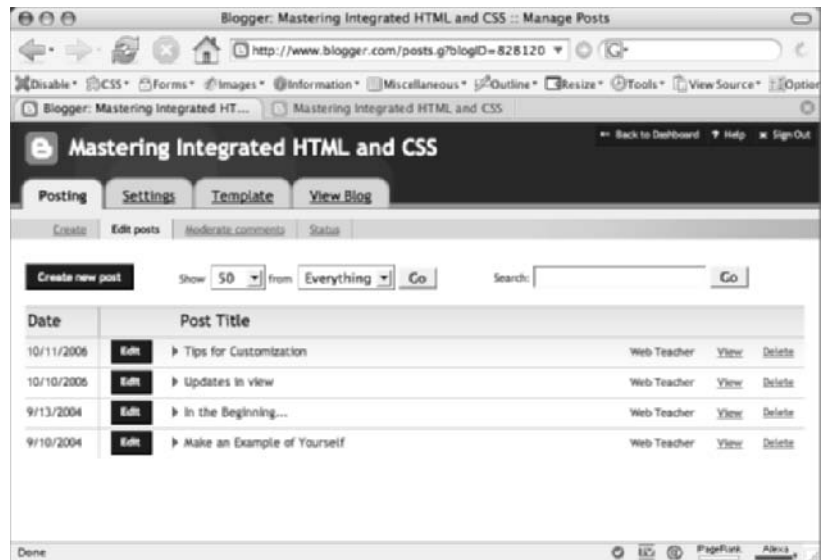 Blogger: Mastering Integrated HTML and CSS :: Manage Posts
http://www.blogger.com/posts.g?blogID=828120 G
Disable CSS Forms Images Information Miscellaneous Outline Resize Tools View Source Option
Blogger: Mastering Integrated HT... Mastering Integrated HTML and CSS
← Back to Dashboard ? Help × Sign Out
Mastering Integrated HTML and CSS
Posting Settings Template View Blog
Create Edit posts Moderate comments Status
Create new post Show 50 from Everything Go Search: Go
Date Post Title
10/11/2006 Edit Tips for Customization Web Teacher View Delete
10/10/2006 Edit Updates in view Web Teacher View Delete
9/13/2004 Edit In the Beginning... Web Teacher View Delete
9/10/2004 Edit Make an Example of Yourself Web Teacher View Delete
Done PageRank Alexa